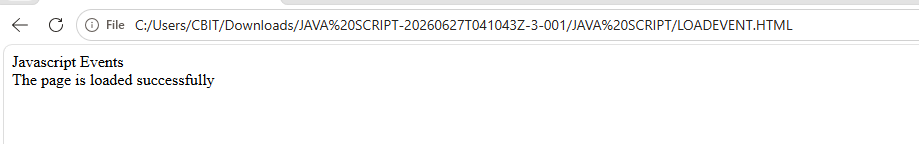 File C:/Users/CBIT/Downloads/JAVA%20SCRIPT-20260627T041043Z-3-001/JAVA%20SCRIPT/LOADEVENT.HTML
Javascript Events
The page is loaded successfully